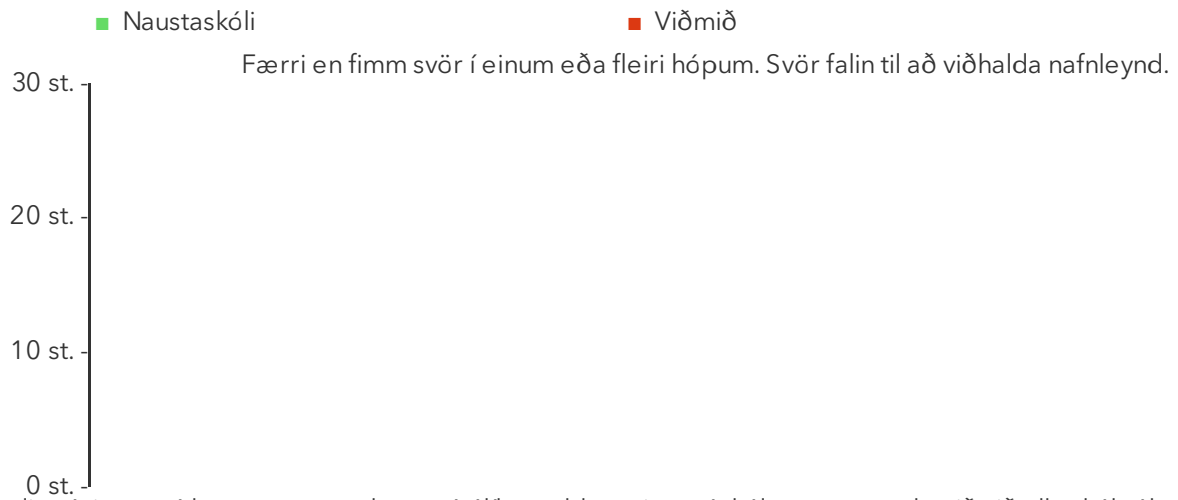 Naustaskóli Viðmið
Færri en fimm svör í einum eða fleiri hópum. Svör falin til að viðhalda nafnleynd.
30 st.
20 st.
10 st.
0 st.